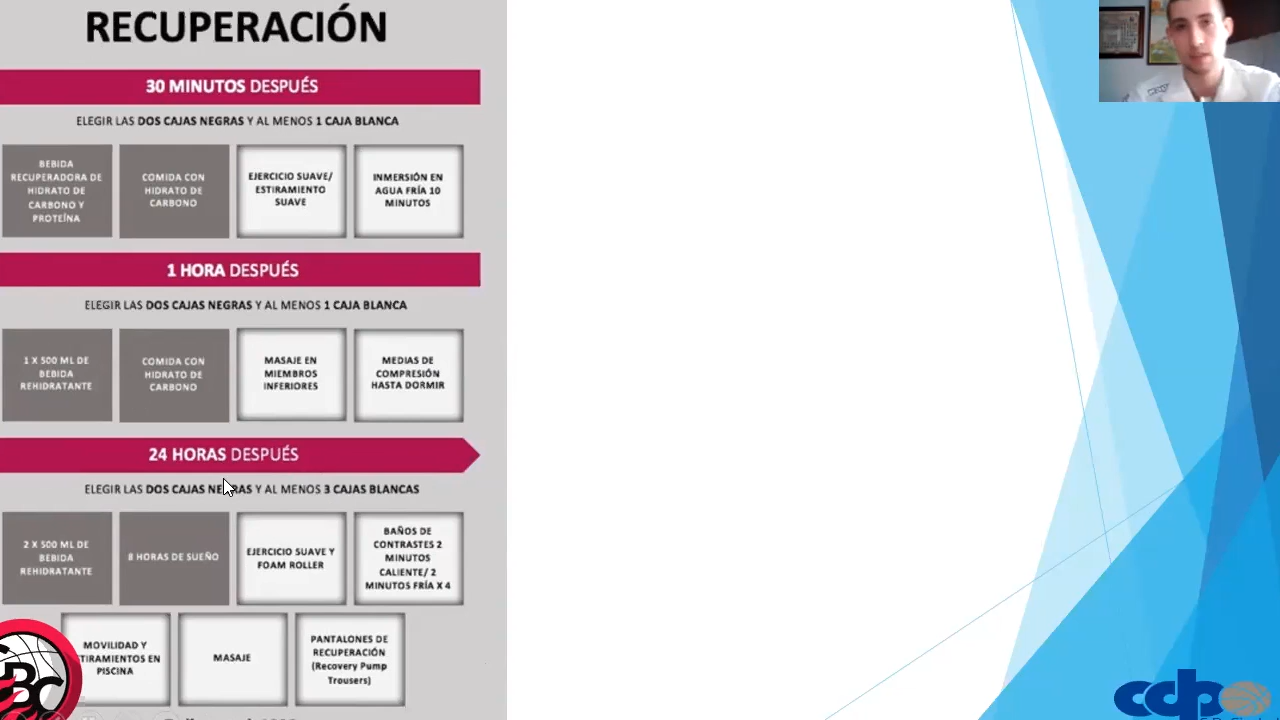 RECUPERACIÓN
30 MINUTOS DESPUÉS
ELEGIR LAS DOS CAJAS NEGRAS Y AL MENOS 1 CAJA BLANCA
BEBIDA
RECUPERADORA DE
HIDRATO DE
CARBONO Y
PROTEÍNA
COMIDA CON
HIDRATO DE
CARBONO
EJERCICIO SUAVE/
ESTIRAMIENTO
SUAVE
INMERSIÓN EN
AGUA FRÍA 10
MINUTOS
1 HORA DESPUÉS
ELEGIR LAS DOS CAJAS NEGRAS Y AL MENOS 1 CAJA BLANCA
1 X 500 ML DE
BEBIDA
REHIDRATANTE
COMIDA CON
HIDRATO DE
CARBONO
MASAJE EN
MIEMBROS
INFERIORES
MEDIAS DE
COMPRESIÓN
HASTA DORMIR
24 HORAS DESPUÉS
ELEGIR LAS DOS CAJAS NEGRAS Y AL MENOS 3 CAJAS BLANCAS
2 X 500 ML DE
BEBIDA
REHIDRATANTE
8 HORAS DE SUEÑO
EJERCICIO SUAVE Y
FOAM ROLLER
BAÑOS DE
CONTRASTES 2
MINUTOS
CALIENTE/ 2
MINUTOS FRÍA X 4
MOVILIDAD Y
TIRAMIENTOS EN
PISCINA
MASAJE
PANTALONES DE
RECUPERACIÓN
(Recovery Pump
Trousers)
BC
cdp